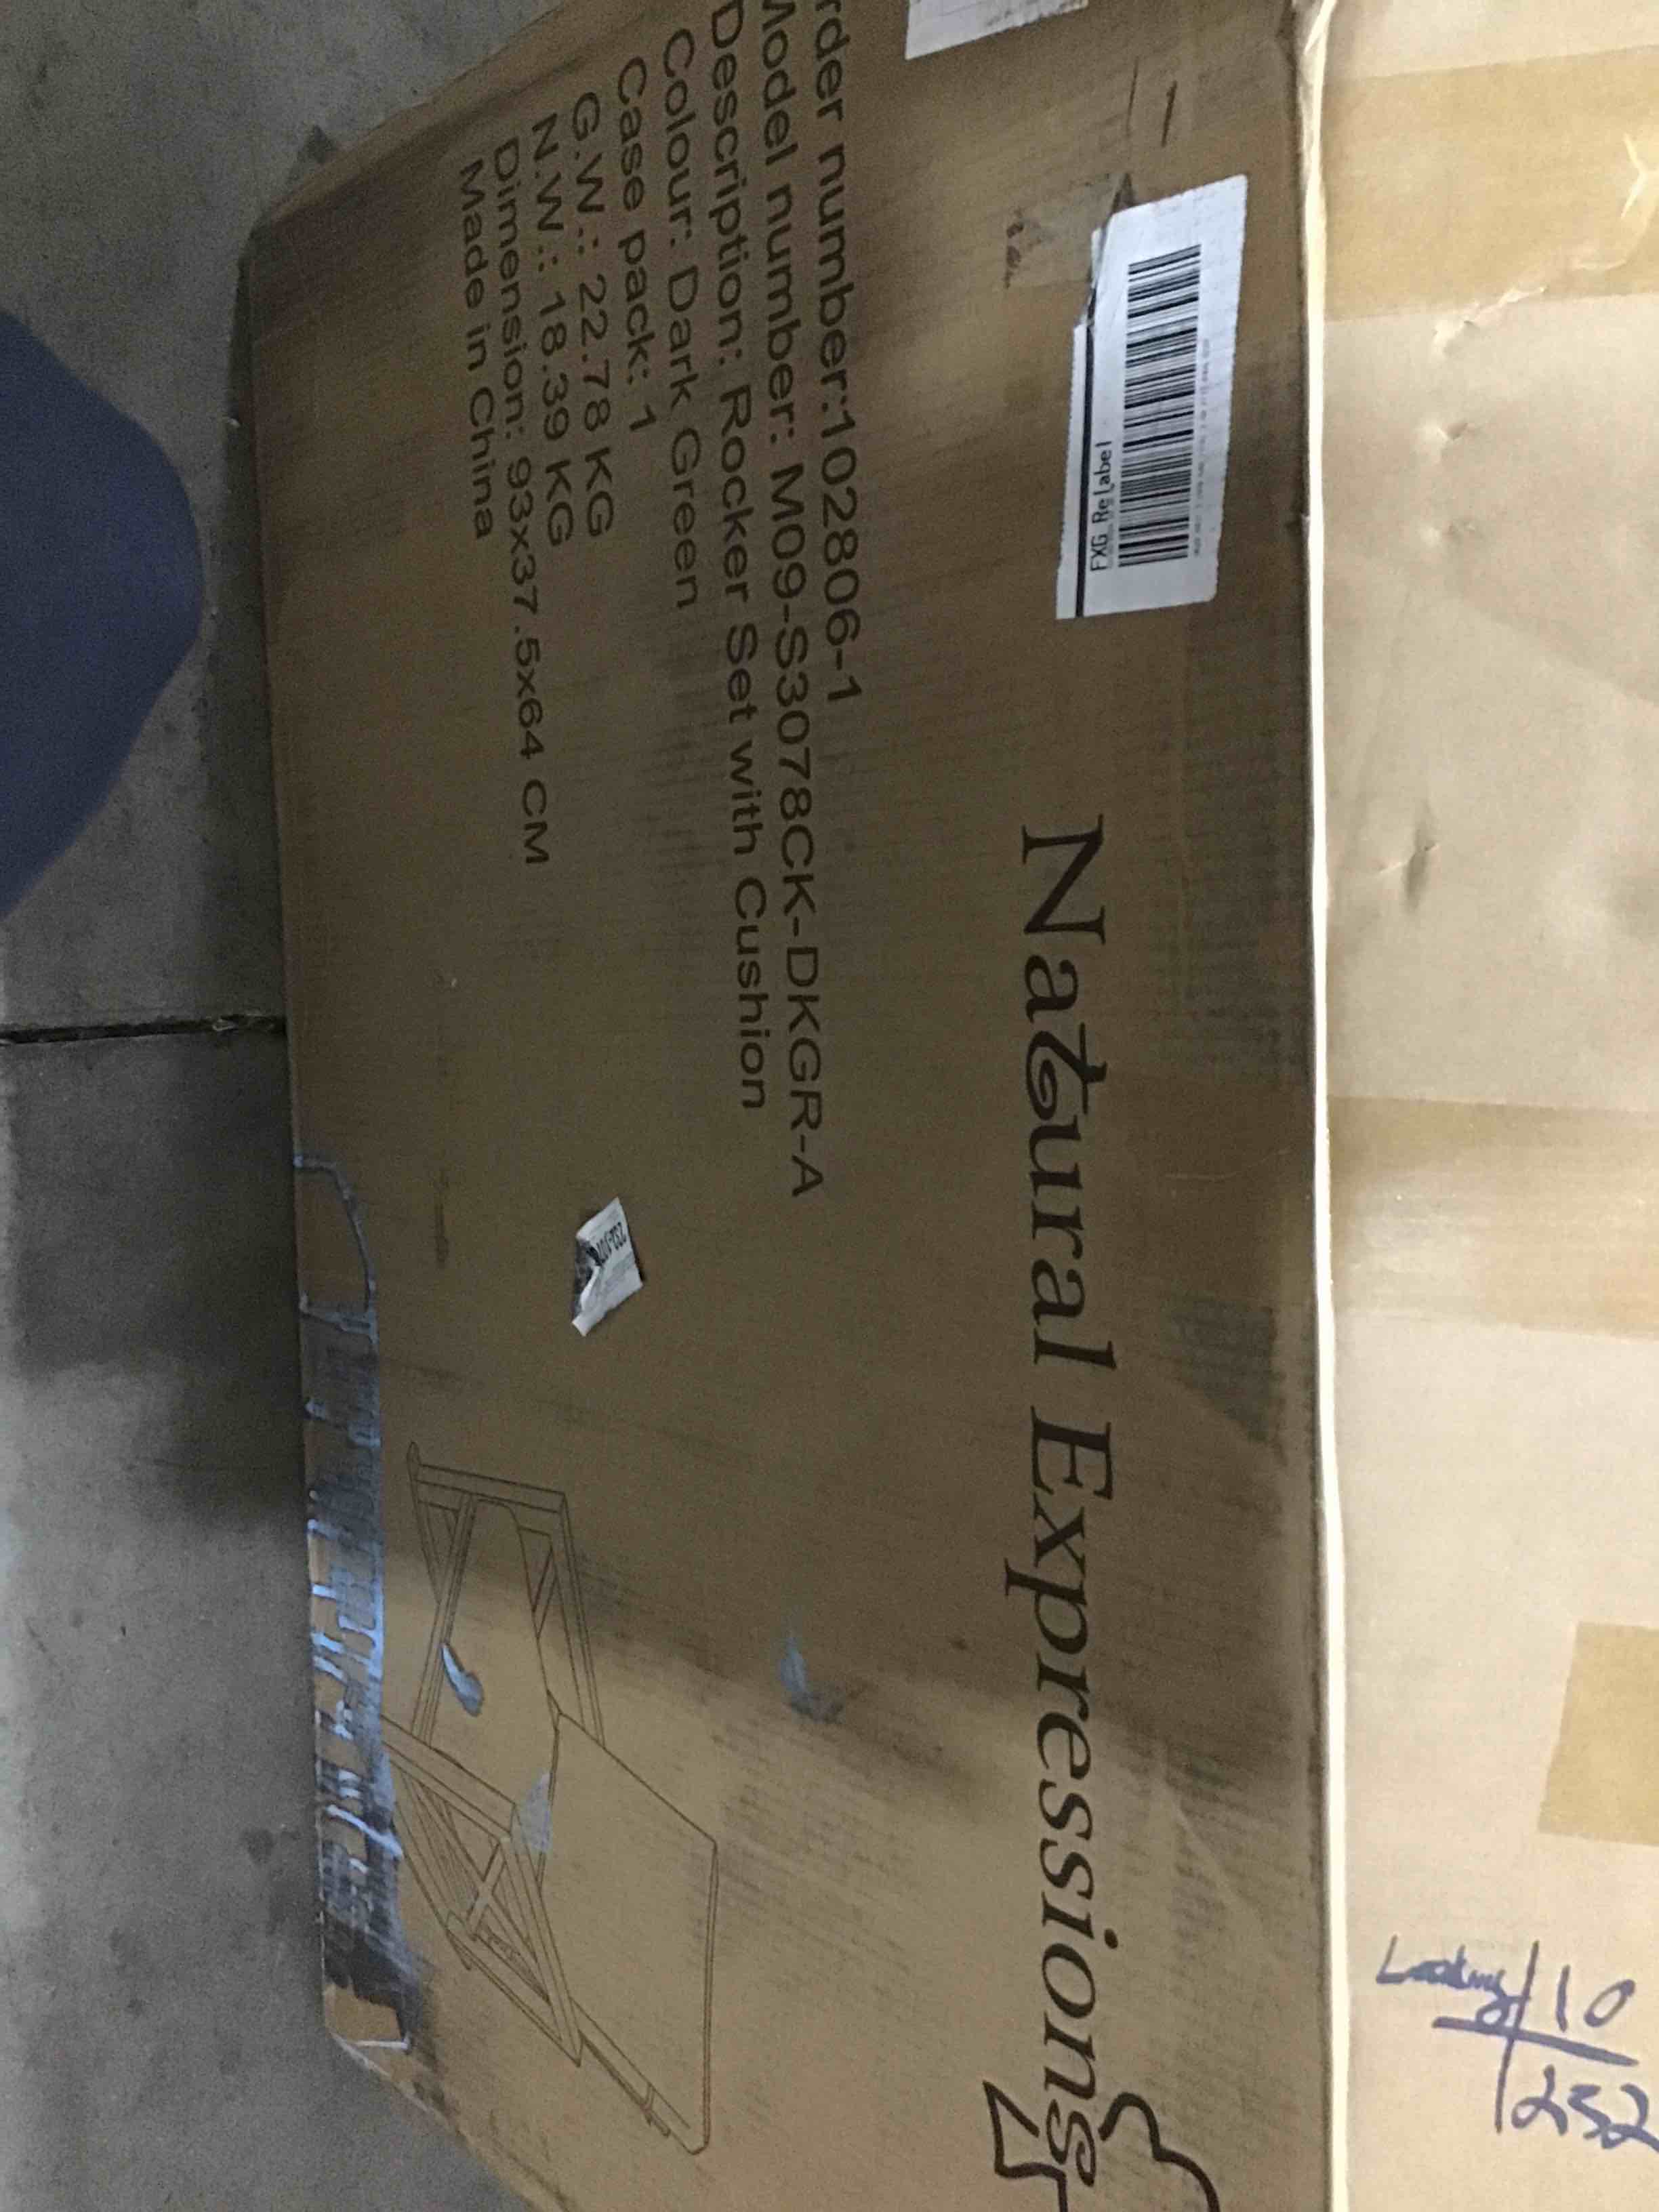 Natural Expressions
rder number:102806-1
Model number: M09-S3078CK-DKGR-A
Description: Rocker Set with Cushion
Colour: Dark Green
Case pack: 1
G.W.: 22.78 KG
N.W.: 18.39 KG
Dimension: 93x37.5x64 CM
Made in China
FXG Relabel
10
252